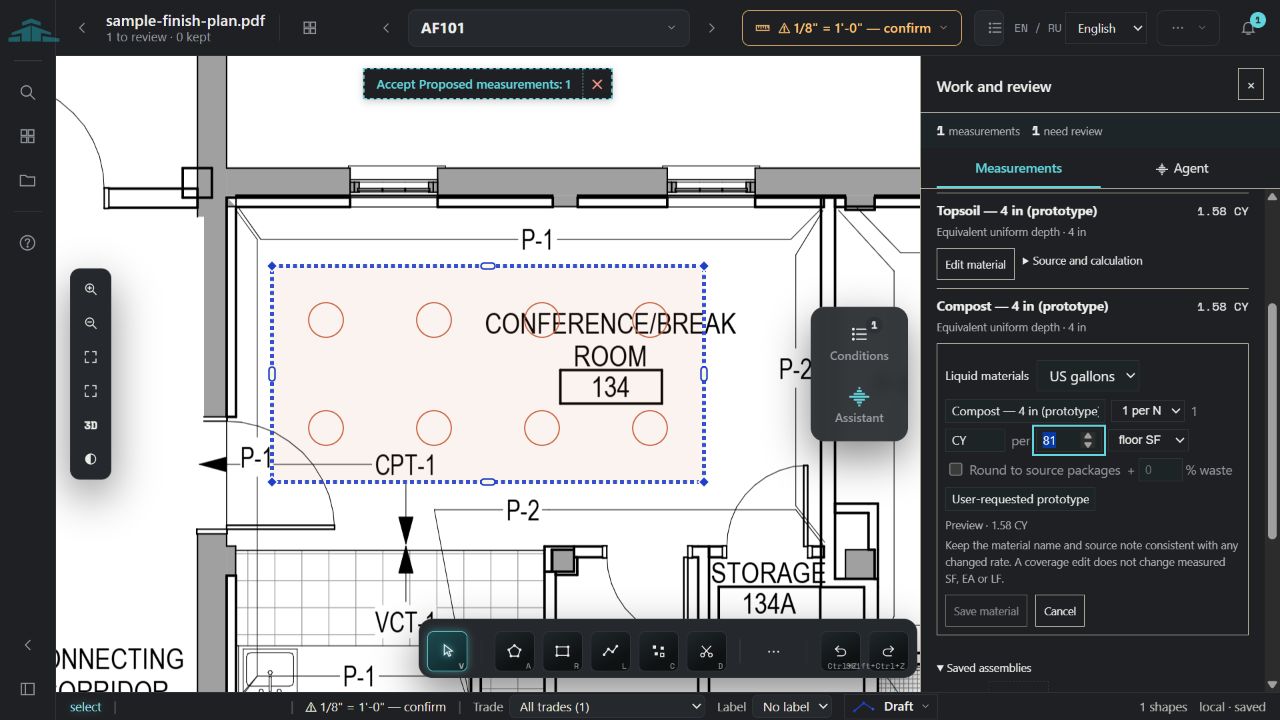 sample-finish-plan.pdf
1 to review · 0 kept
AF101
⚠ 1/8" = 1'-0" — confirm
EN / RU
English
···
1
Accept Proposed measurements: 1 ✕
P-1
CONFERENCE/BREAK
ROOM
134
P-2
P-1
CPT-1
P-2
STORAGE
134A
VCT-1
P-1
ONNECTING
ORRIDOR
3D
1
Conditions
Assistant
V
A
R
L
C
D
···
Ctrl+Z
Shift+Ctrl+Z
Work and review
×
1 measurements 1 need review
Measurements
Agent
Topsoil — 4 in (prototype) 1.58 CY
Equivalent uniform depth · 4 in
Edit material
Source and calculation
Compost — 4 in (prototype) 1.58 CY
Equivalent uniform depth · 4 in
Liquid materials US gallons
Compost — 4 in (prototype) 1 per N 1
CY per 81 floor SF
Round to source packages + 0 % waste
User-requested prototype
Preview · 1.58 CY
Keep the material name and source note consistent with any
changed rate. A coverage edit does not change measured
SF, EA or LF.
Save material
Cancel
Saved assemblies
select
⚠ 1/8" = 1'-0" — confirm
Trade All trades (1)
Label No label
Draft
1 shapes local · saved